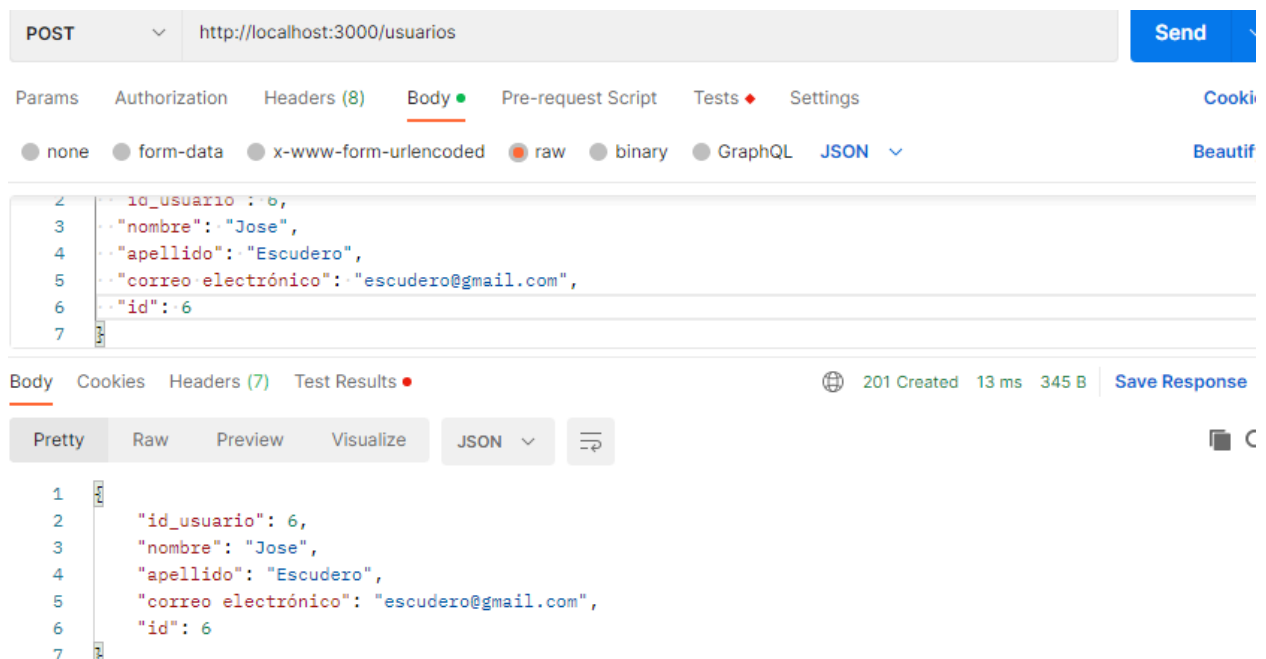 POST http://localhost:3000/usuarios Send
Params Authorization Headers (8) Body Pre-request Script Tests Settings
none form-data x-www-form-urlencoded raw binary GraphQL JSON
2 "id_usuario": 6,
3 "nombre": "Jose",
4 "apellido": "Escudero",
5 "correo electrónico": "escudero@gmail.com",
6 "id": 6
7 }
Body Cookies Headers (7) Test Results 201 Created 13 ms 345 B Save Response
Pretty Raw Preview Visualize JSON
1 {
2 "id_usuario": 6,
3 "nombre": "Jose",
4 "apellido": "Escudero",
5 "correo electrónico": "escudero@gmail.com",
6 "id": 6
7 }